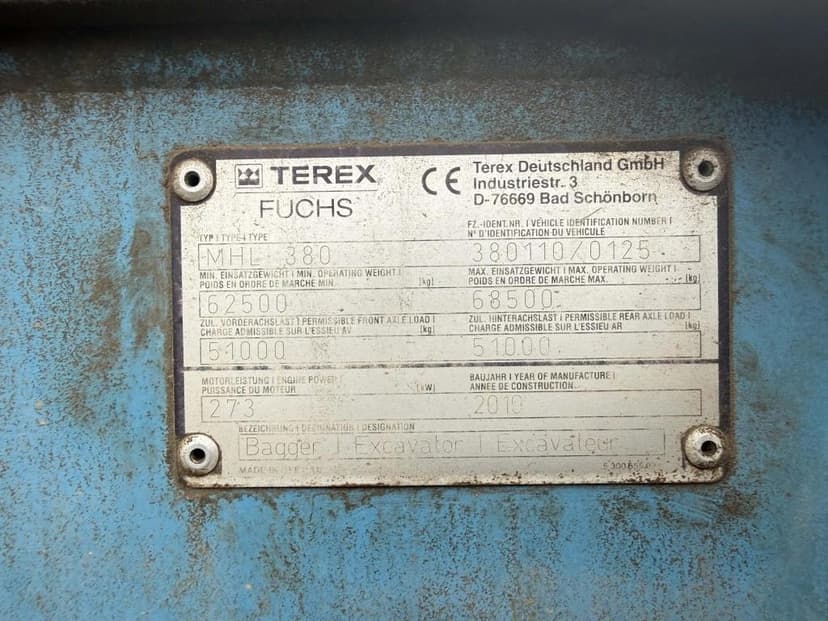 TEREX
FUCHS
CE
Terex Deutschland GmbH
Industriestr. 3
D-76669 Bad Schönborn
TYP I TYPE I TYPE
MHL 380
FZ.-IDENT.NR. I VEHICLE IDENTIFICATION NUMBER I
N° D'IDENTIFICATION DU VÉHICULE
380110/0125
MIN. EINSATZGEWICHT I MIN. OPERATING WEIGHT I
POIDS EN ORDRE DE MARCHE MIN. [kg]
62500
MAX. EINSATZGEWICHT I MAX. OPERATING WEIGHT I
POIDS EN ORDRE DE MARCHE MAX. [kg]
68500
ZUL. VORDERACHSLAST I PERMISSIBLE FRONT AXLE LOAD I
CHARGE ADMISSIBLE SUR L'ESSIEU AV [kg]
51000
ZUL. HINTERACHSLAST I PERMISSIBLE REAR AXLE LOAD I
CHARGE ADMISSIBLE SUR L'ESSIEU AR [kg]
51000
MOTORLEISTUNG I ENGINE POWER I
PUISSANCE DU MOTEUR [kW]
273
BAUJAHR I YEAR OF MANUFACTURE I
ANNEE DE CONSTRUCTION
2010
BEZEICHNUNG I DESIGNATION I DESIGNATION
Bagger I Excavator I Excavateur
MADE IN